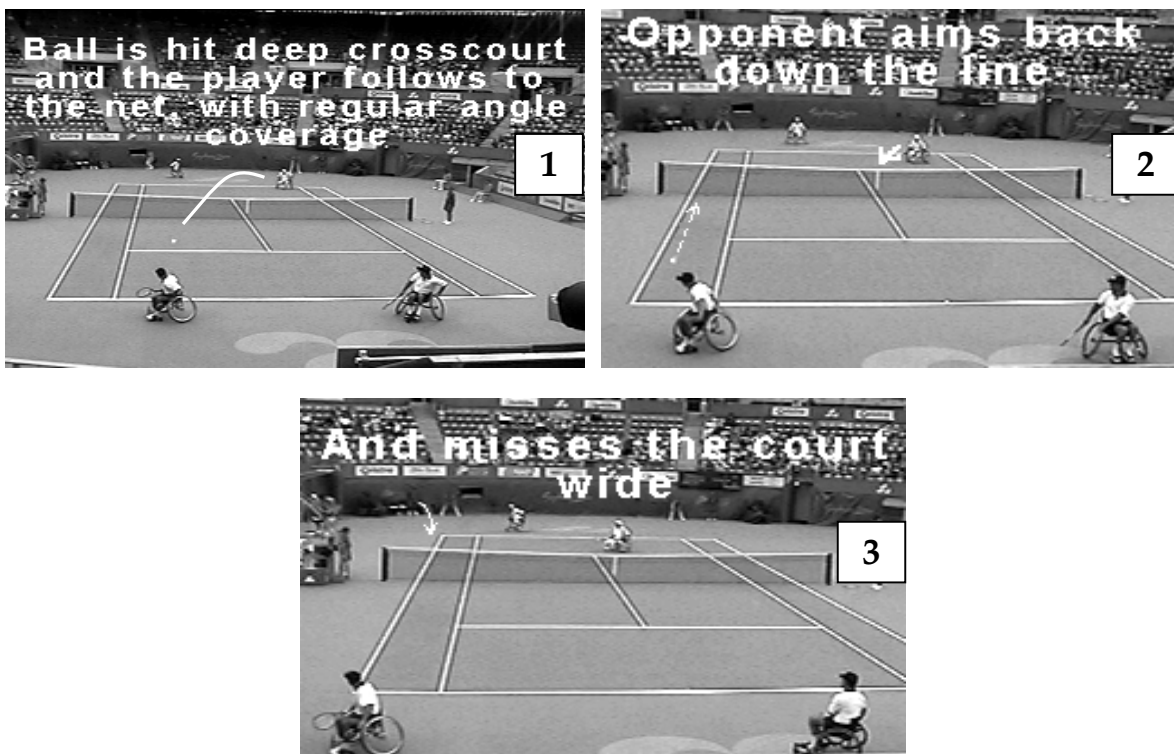 Ball is hit deep crosscourt
and the player follows to
the net with regular angle
coverage
1
Opponent aims back
down the line
2
And misses the court
wide
3